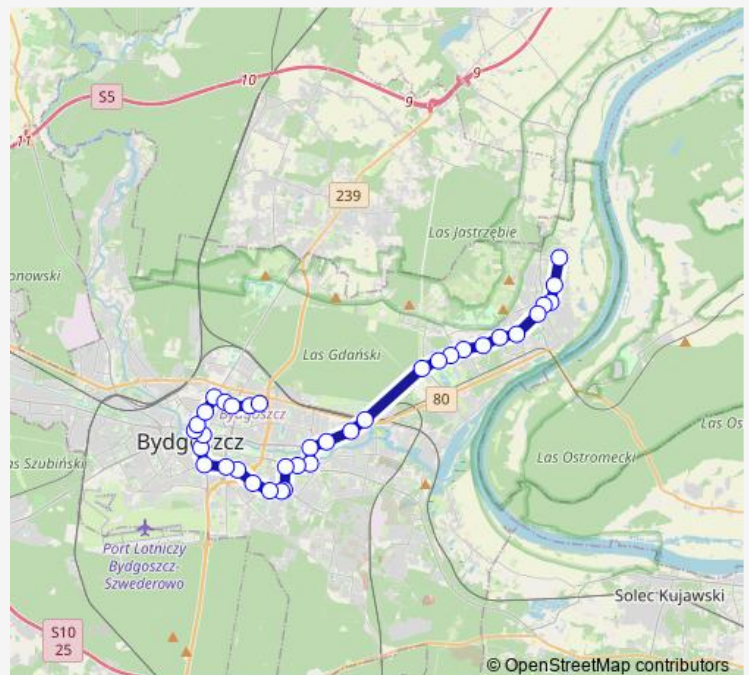 9
10
S5
9
11
239
Las Jastrzębie
onowski
Las Gdański
80
Bydgoszcz
Bydgoszcz
Las Os
as Szubiński
Las Ostromecki
Port Lotniczy
Bydgoszcz-
Szwederowo
Solec Kujawski
S10
25
© OpenStreetMap contributors